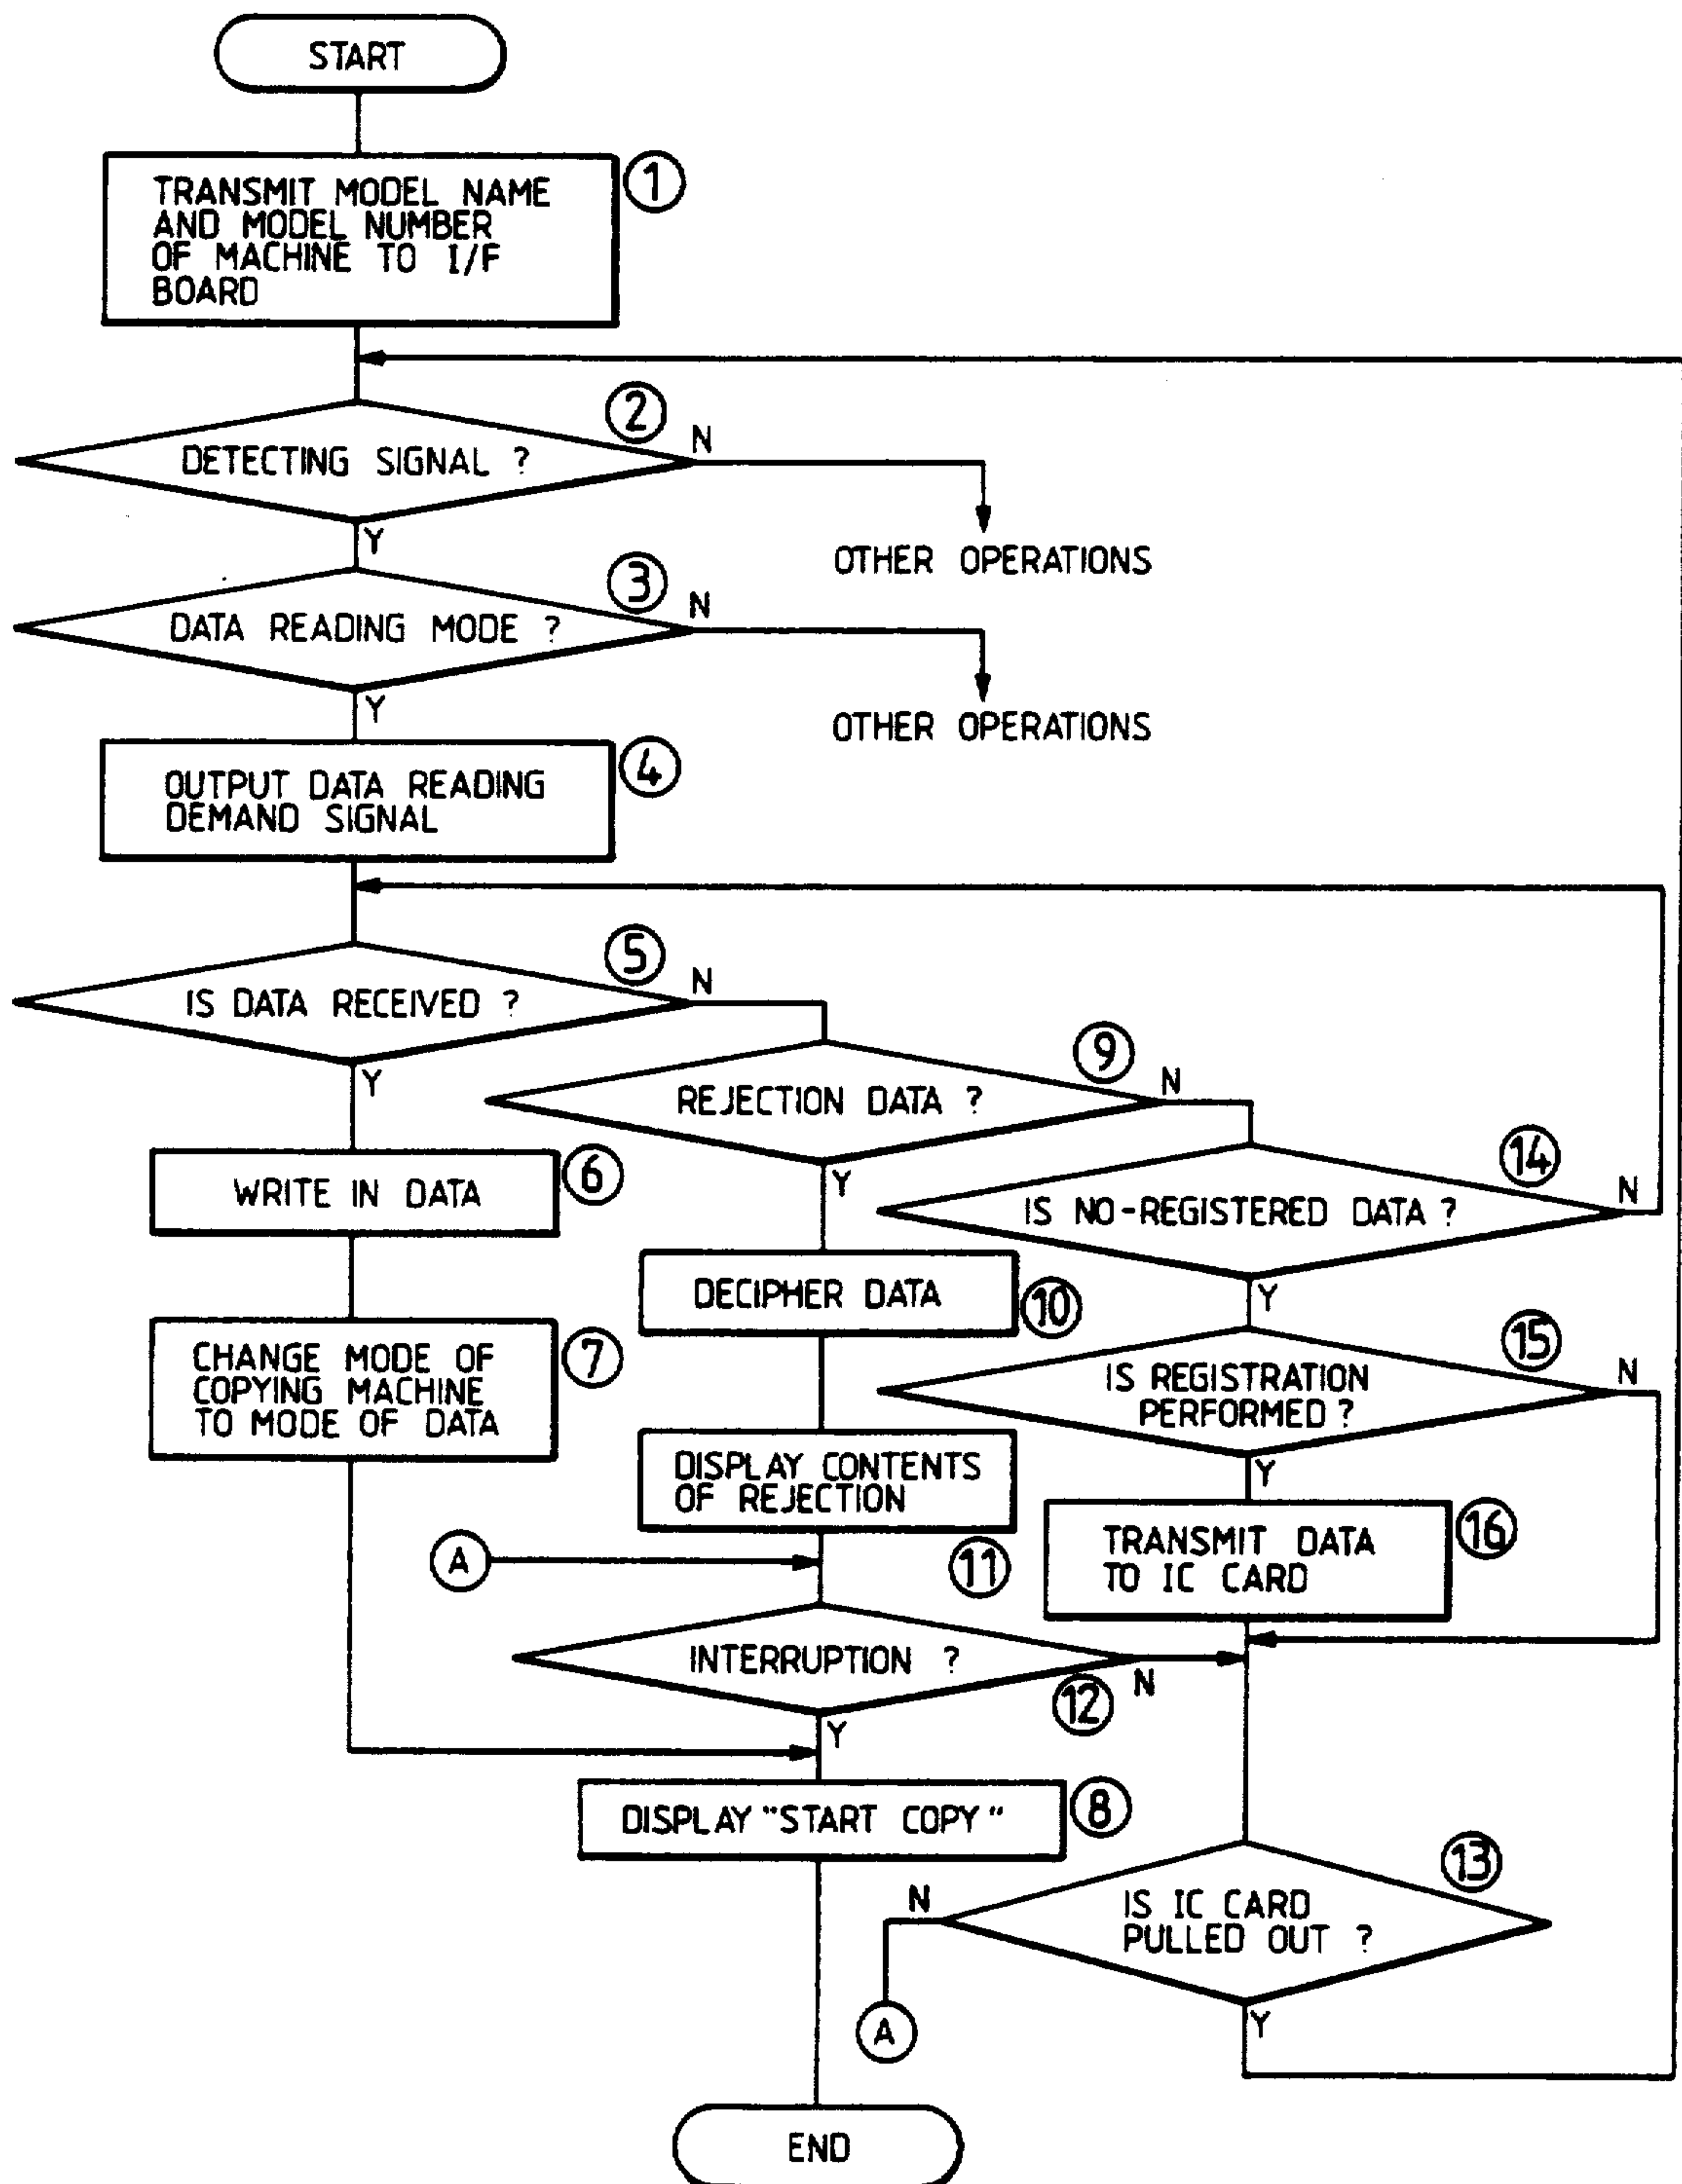 START
TRANSMIT MODEL NAME
AND MODEL NUMBER
OF MACHINE TO I/F
BOARD
1
2
DETECTING SIGNAL ?
N
Y
OTHER OPERATIONS
3
DATA READING MODE ?
N
Y
OTHER OPERATIONS
4
OUTPUT DATA READING
DEMAND SIGNAL
5
IS DATA RECEIVED ?
N
Y
9
REJECTION DATA ?
N
Y
6
WRITE IN DATA
14
IS NO-REGISTERED DATA ?
N
Y
DECIPHER DATA
10
7
CHANGE MODE OF
COPYING MACHINE
TO MODE OF DATA
15
IS REGISTRATION
PERFORMED ?
N
Y
DISPLAY CONTENTS
OF REJECTION
11
TRANSMIT DATA
TO IC CARD
16
A
INTERRUPTION ?
12
N
Y
DISPLAY "START COPY"
8
13
IS IC CARD
PULLED OUT ?
N
Y
A
END